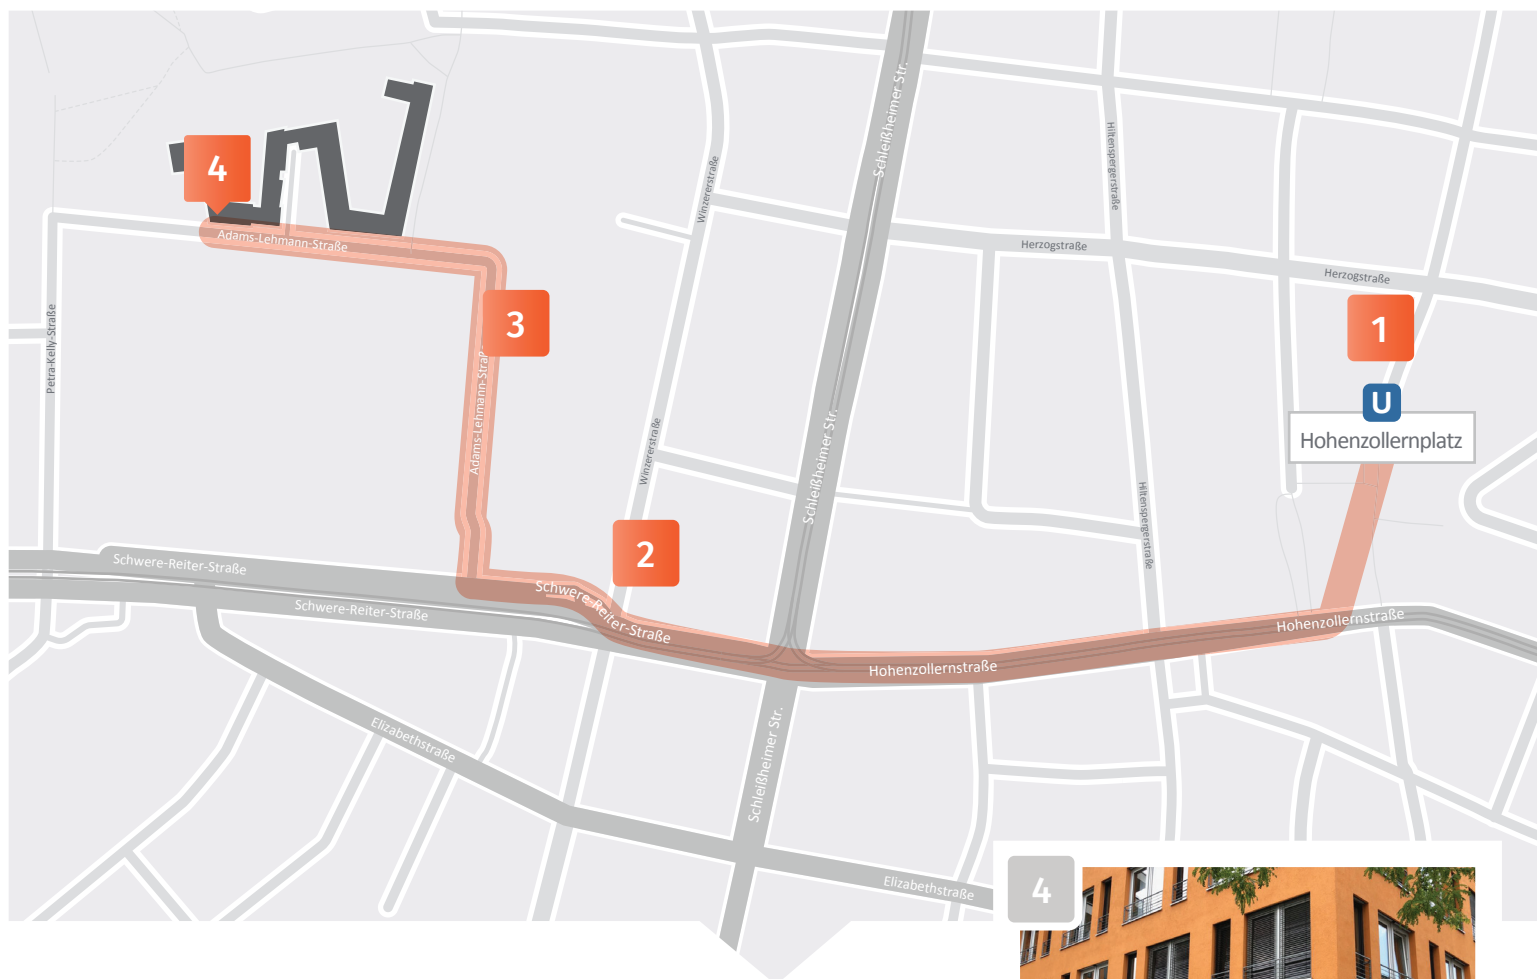 Schleißheimer Str.
Hiltenspergerstraße
Winzererstraße
4
Adams-Lehmann-Straße
Herzogstraße
Herzogstraße
Petra-Kelly-Straße
3
1
Adams-Lehmann-Straß
U
Hohenzollernplatz
Winzererstraße
Schleißheimer Str.
Hiltenspergerstraße
2
Schwere-Reiter-Straße
Schwere-Reiter-Straße
Schwere-Reiter-Straße
Hohenzollernstraße
Hohenzollernstraße
Elizabethstraße
Schleißheimer Str.
Elizabethstraße
4